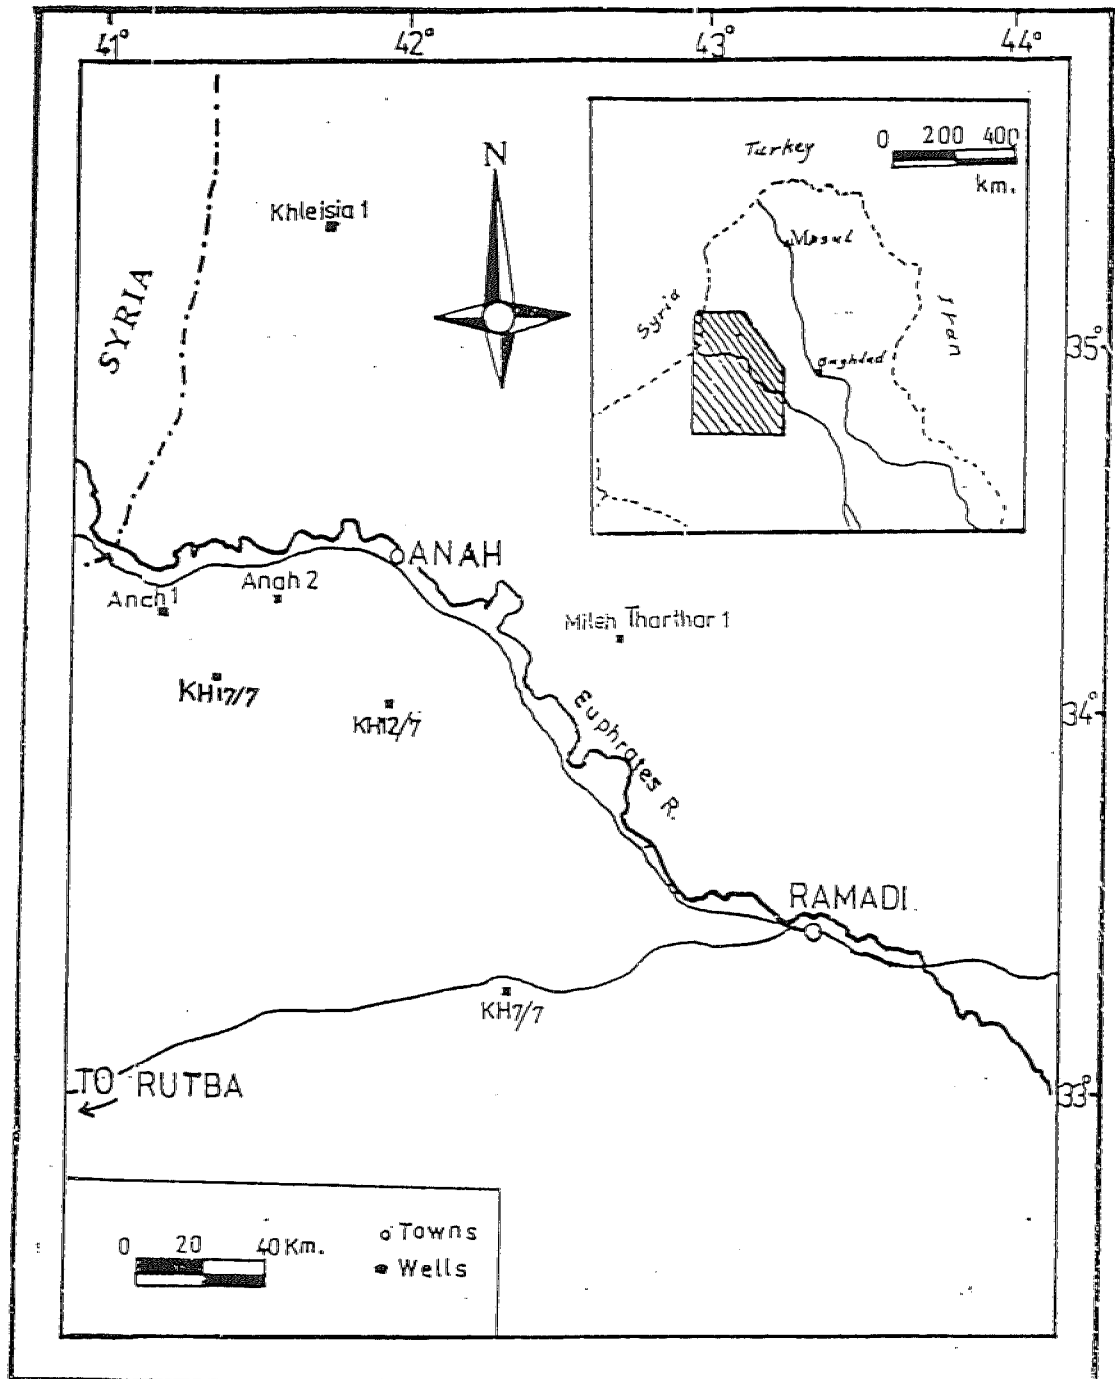 41° 42° 43° 44°
N
Khleisia 1
SYRIA
0 200 400
km.
Turkey
Mosul
Syria
Iran
Baghdad
35°
ANAH
Anah 1
Anah 2
Mileh Tharthar 1
KH17/7
KH12/7
34°
Euphrates R.
RAMADI
KH7/7
TO RUTBA
33°
0 20 40 Km.
Towns
Wells